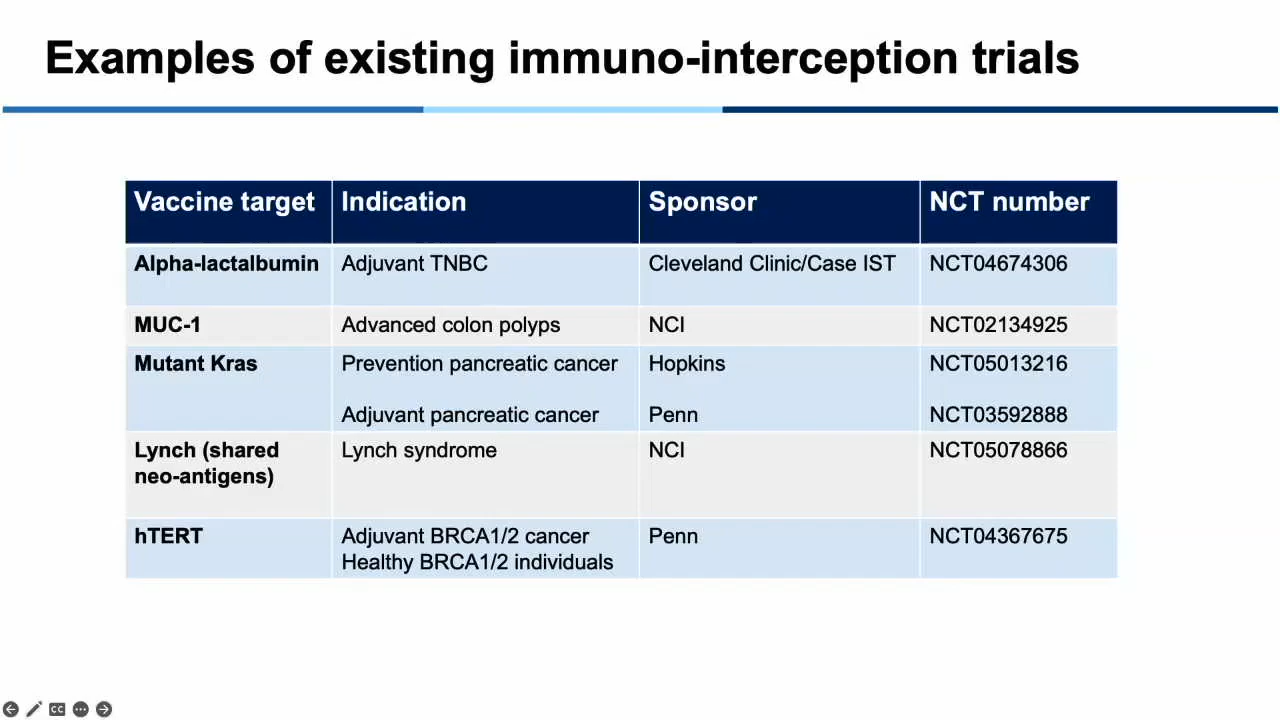 Examples of existing immuno-interception trials
Vaccine target Indication Sponsor NCT number
Alpha-lactalbumin Adjuvant TNBC Cleveland Clinic/Case IST NCT04674306
MUC-1 Advanced colon polyps NCI NCT02134925
Mutant Kras Prevention pancreatic cancer Hopkins NCT05013216
Adjuvant pancreatic cancer Penn NCT03592888
Lynch (shared Lynch syndrome NCI NCT05078866
neo-antigens)
hTERT Adjuvant BRCA1/2 cancer Penn NCT04367675
Healthy BRCA1/2 individuals
CC